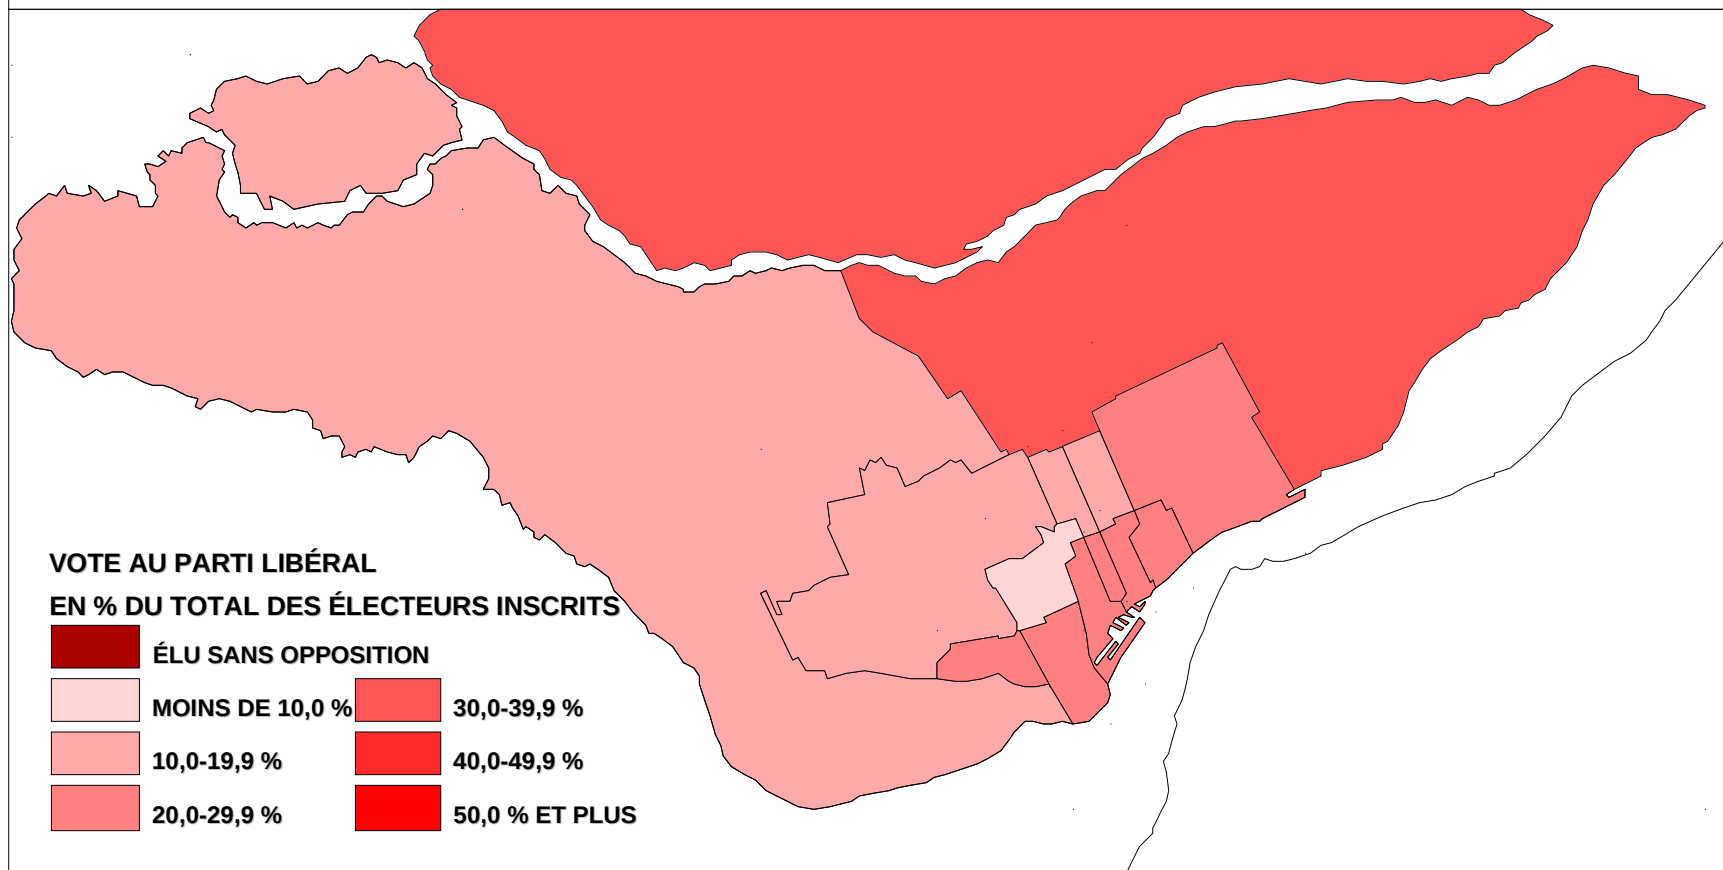 VOTE AU PARTI LIBÉRAL
EN % DU TOTAL DES ÉLECTEURS INSCRITS
ÉLU SANS OPPOSITION
MOINS DE 10,0 %
30,0-39,9 %
10,0-19,9 %
40,0-49,9 %
20,0-29,9 %
50,0 % ET PLUS